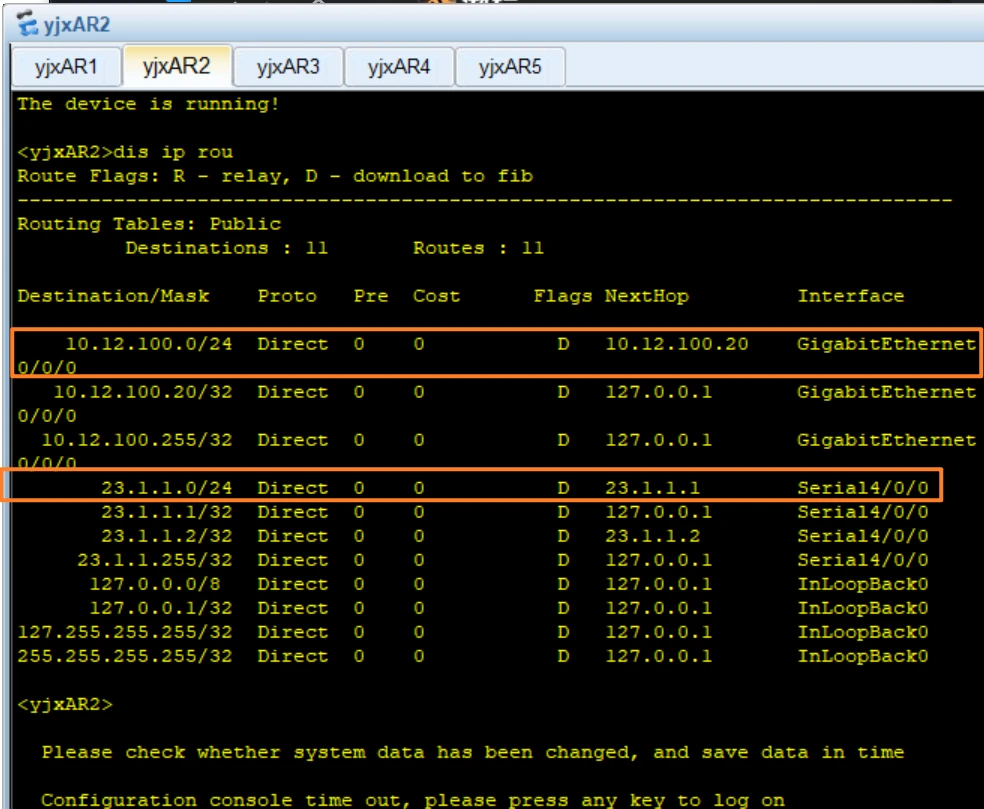 yjxAR2
yjxAR1 yjxAR2 yjxAR3 yjxAR4 yjxAR5
The device is running!
<yjxAR2>dis ip rou
Route Flags: R - relay, D - download to fib
------------------------------------------------------------------------------
Routing Tables: Public
         Destinations : 11       Routes : 11
Destination/Mask    Proto   Pre  Cost      Flags NextHop         Interface
    10.12.100.0/24  Direct  0    0           D   10.12.100.20    GigabitEthernet
0/0/0
   10.12.100.20/32  Direct  0    0           D   127.0.0.1       GigabitEthernet
0/0/0
  10.12.100.255/32  Direct  0    0           D   127.0.0.1       GigabitEthernet
0/0/0
       23.1.1.0/24  Direct  0    0           D   23.1.1.1        Serial4/0/0
       23.1.1.1/32  Direct  0    0           D   127.0.0.1       Serial4/0/0
       23.1.1.2/32  Direct  0    0           D   23.1.1.2        Serial4/0/0
     23.1.1.255/32  Direct  0    0           D   127.0.0.1       Serial4/0/0
      127.0.0.0/8   Direct  0    0           D   127.0.0.1       InLoopBack0
      127.0.0.1/32  Direct  0    0           D   127.0.0.1       InLoopBack0
127.255.255.255/32  Direct  0    0           D   127.0.0.1       InLoopBack0
255.255.255.255/32  Direct  0    0           D   127.0.0.1       InLoopBack0
<yjxAR2>
  Please check whether system data has been changed, and save data in time
  Configuration console time out, please press any key to log on